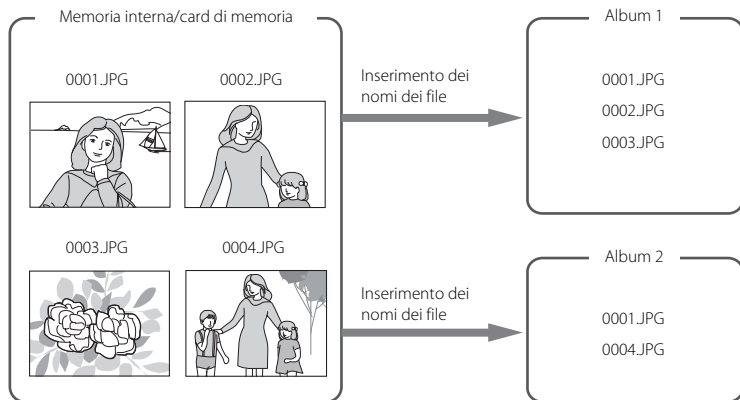 Memoria interna/card di memoria
0001.JPG
0002.JPG
0003.JPG
0004.JPG
Inserimento dei
nomi dei file
Album 1
0001.JPG
0002.JPG
0003.JPG
Inserimento dei
nomi dei file
Album 2
0001.JPG
0004.JPG